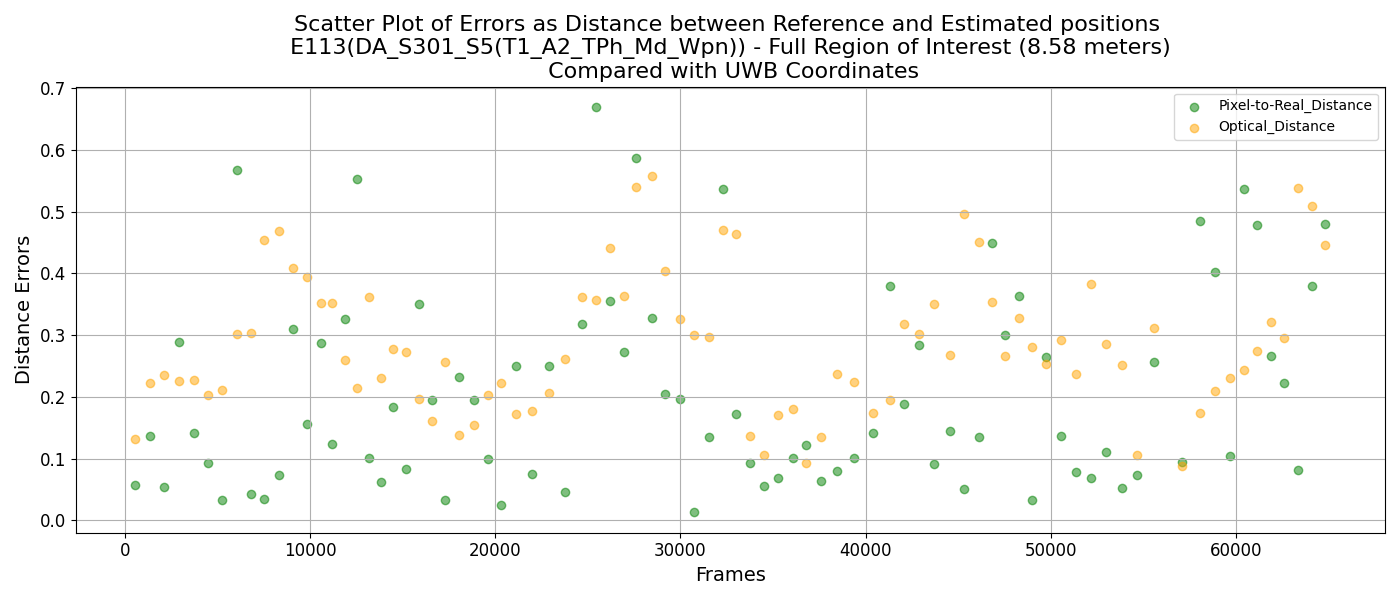 Scatter Plot of Errors as Distance between Reference and Estimated positions
E113(DA_S301_S5(T1_A2_TPh_Md_Wpn)) - Full Region of Interest (8.58 meters)
Compared with UWB Coordinates
Pixel-to-Real_Distance
Optical_Distance
Distance Errors
0.7
0.6
0.5
0.4
0.3
0.2
0.1
0.0
0 10000 20000 30000 40000 50000 60000
Frames